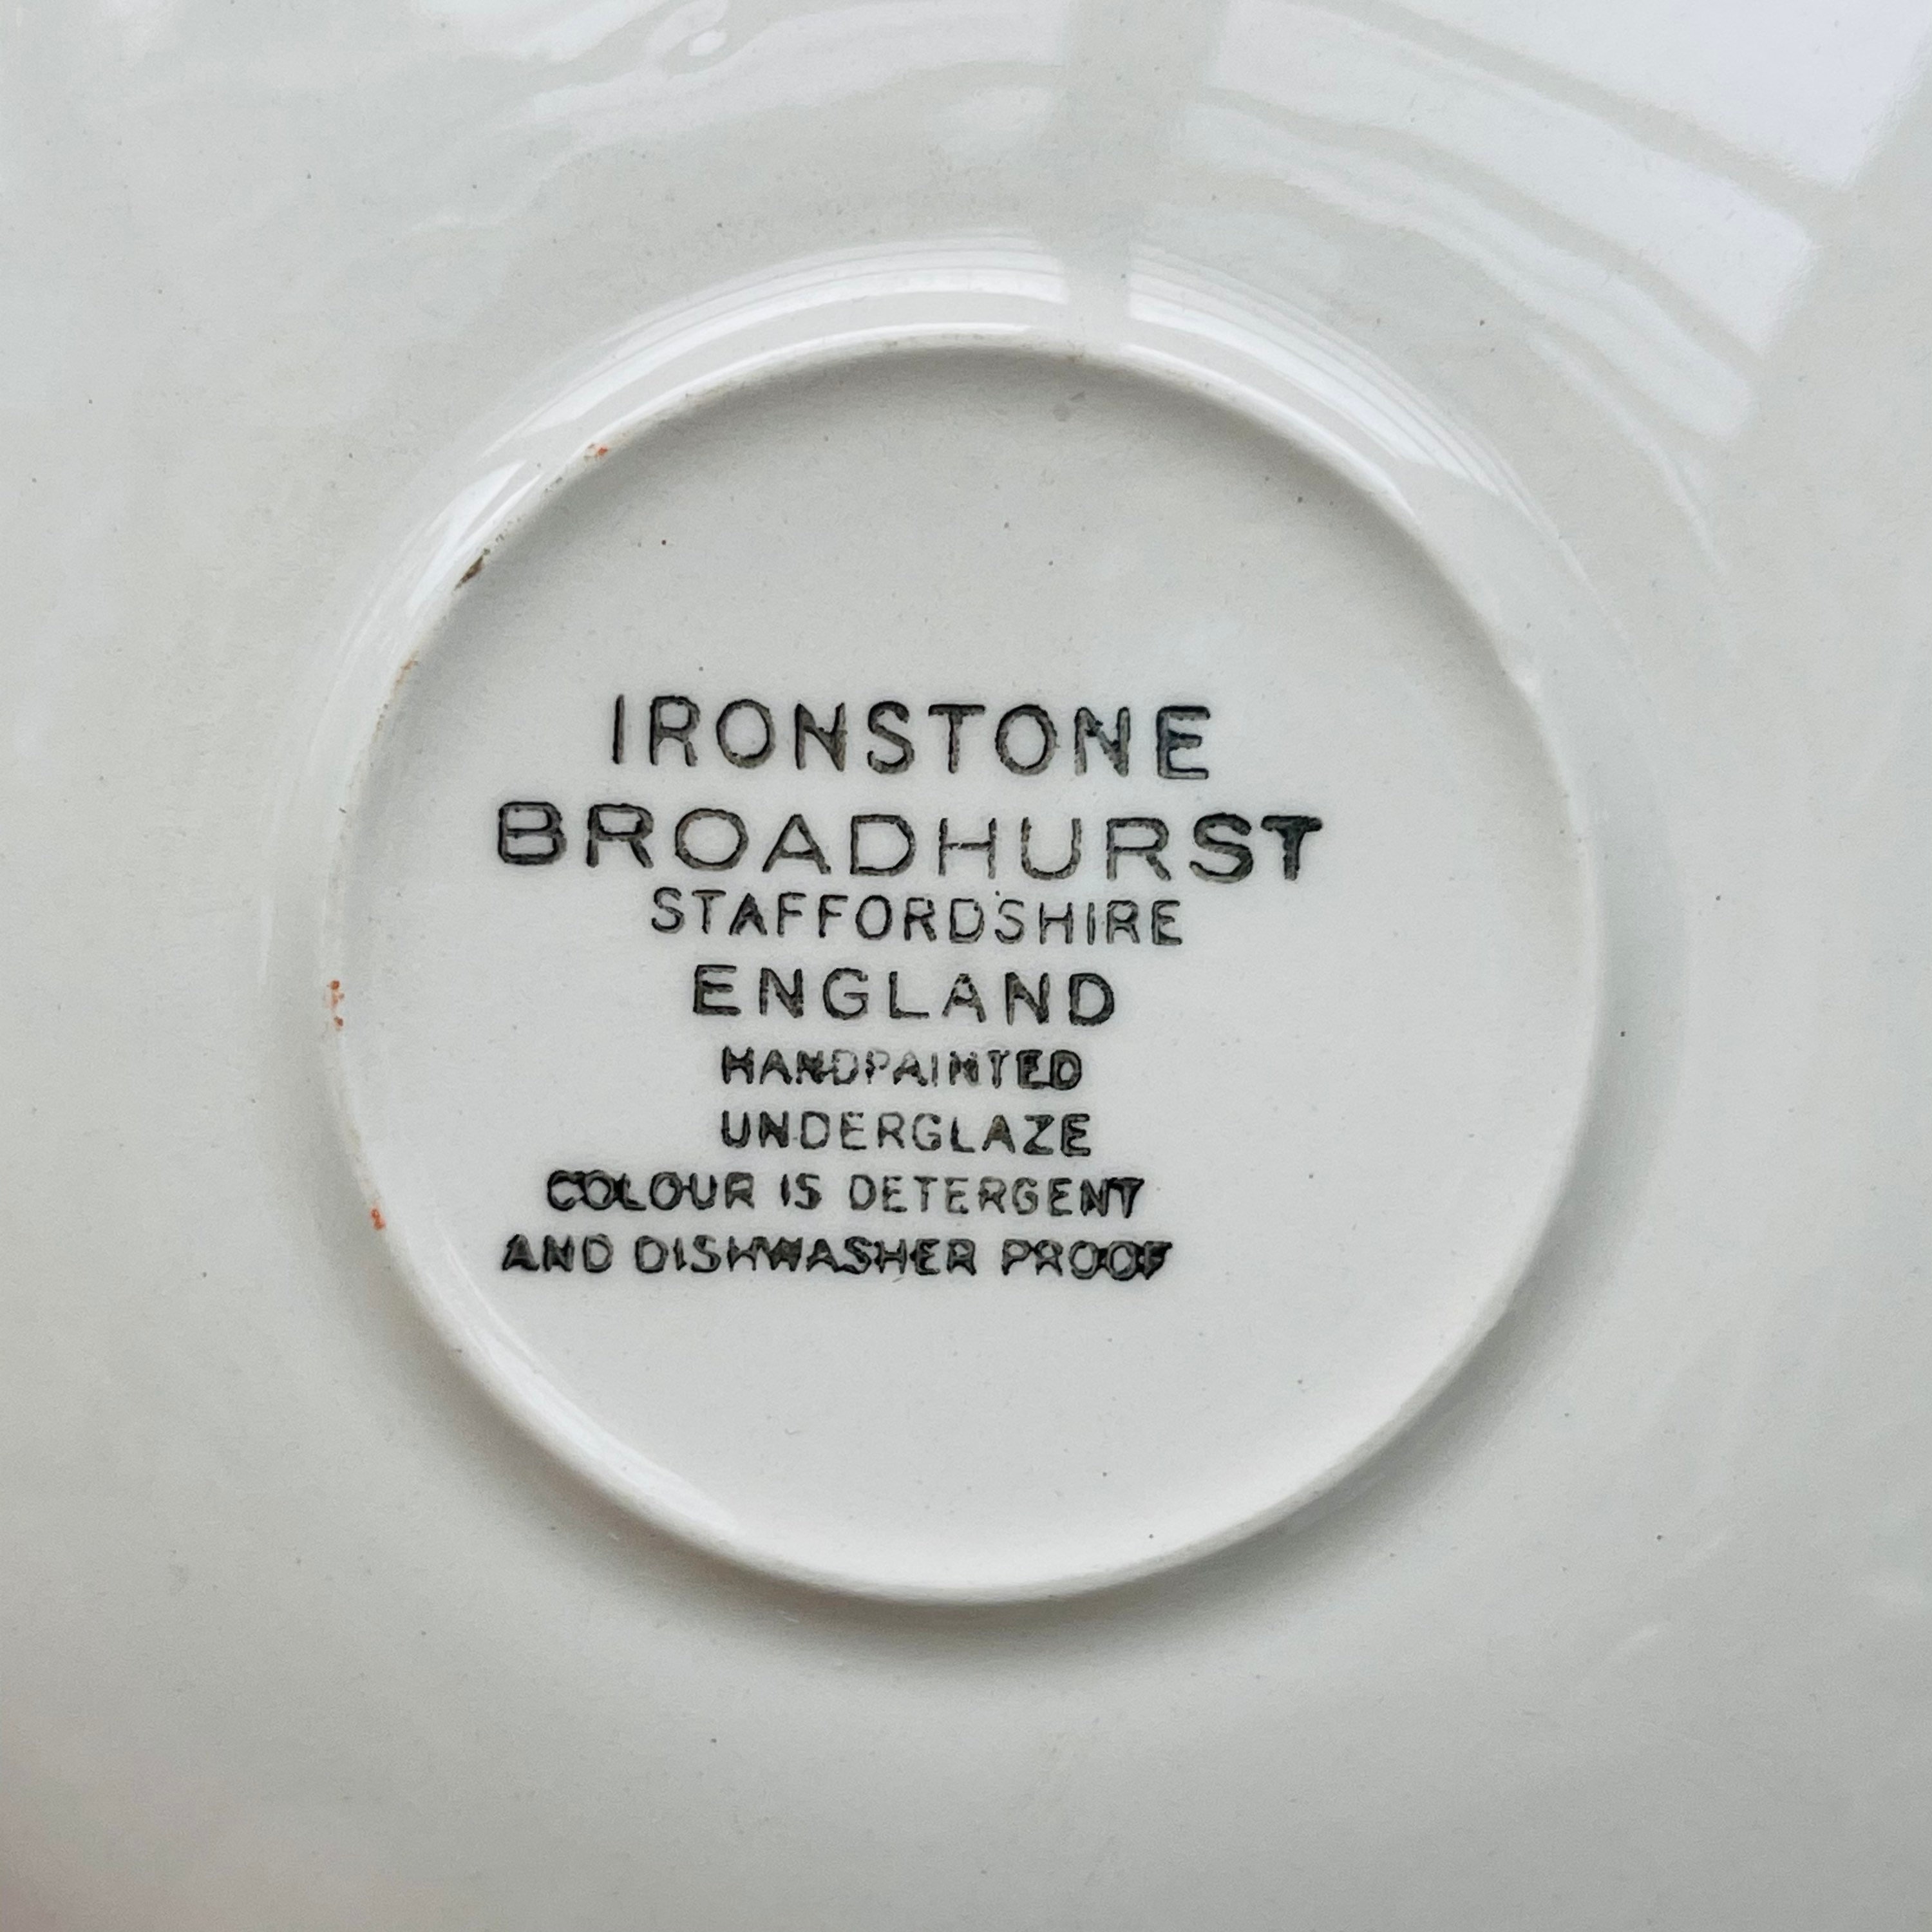 IRONSTONE
BROADHURST
STAFFORDSHIRE
ENGLAND
HANDPAINTED
UNDERGLAZE
COLOUR IS DETERGENT
AND DISHWASHER PROOF